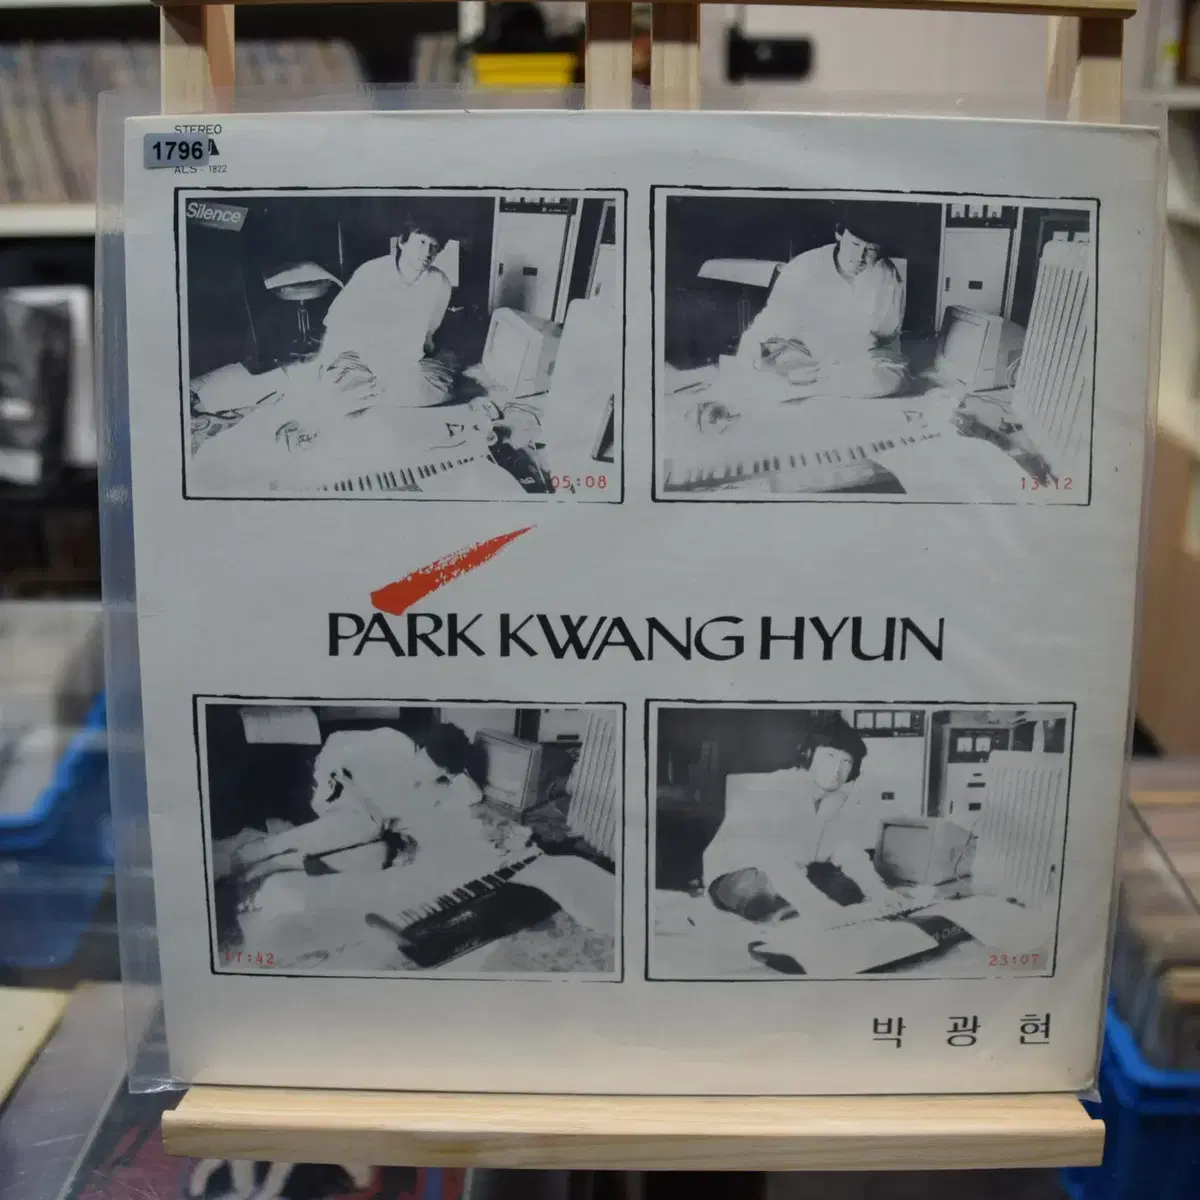 STEREO
1796
ALS - 1822
Silence
05:08
13:12
PARK KWANG HYUN
17:42
23:07
박 광 현